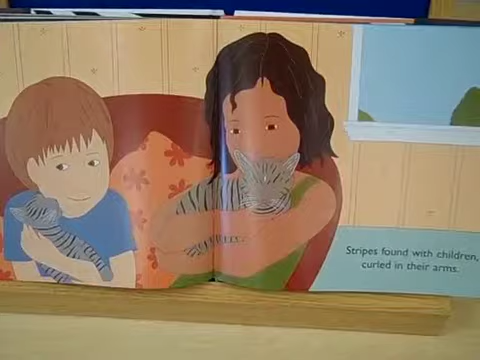 Stripes found with children,
curled in their arms.